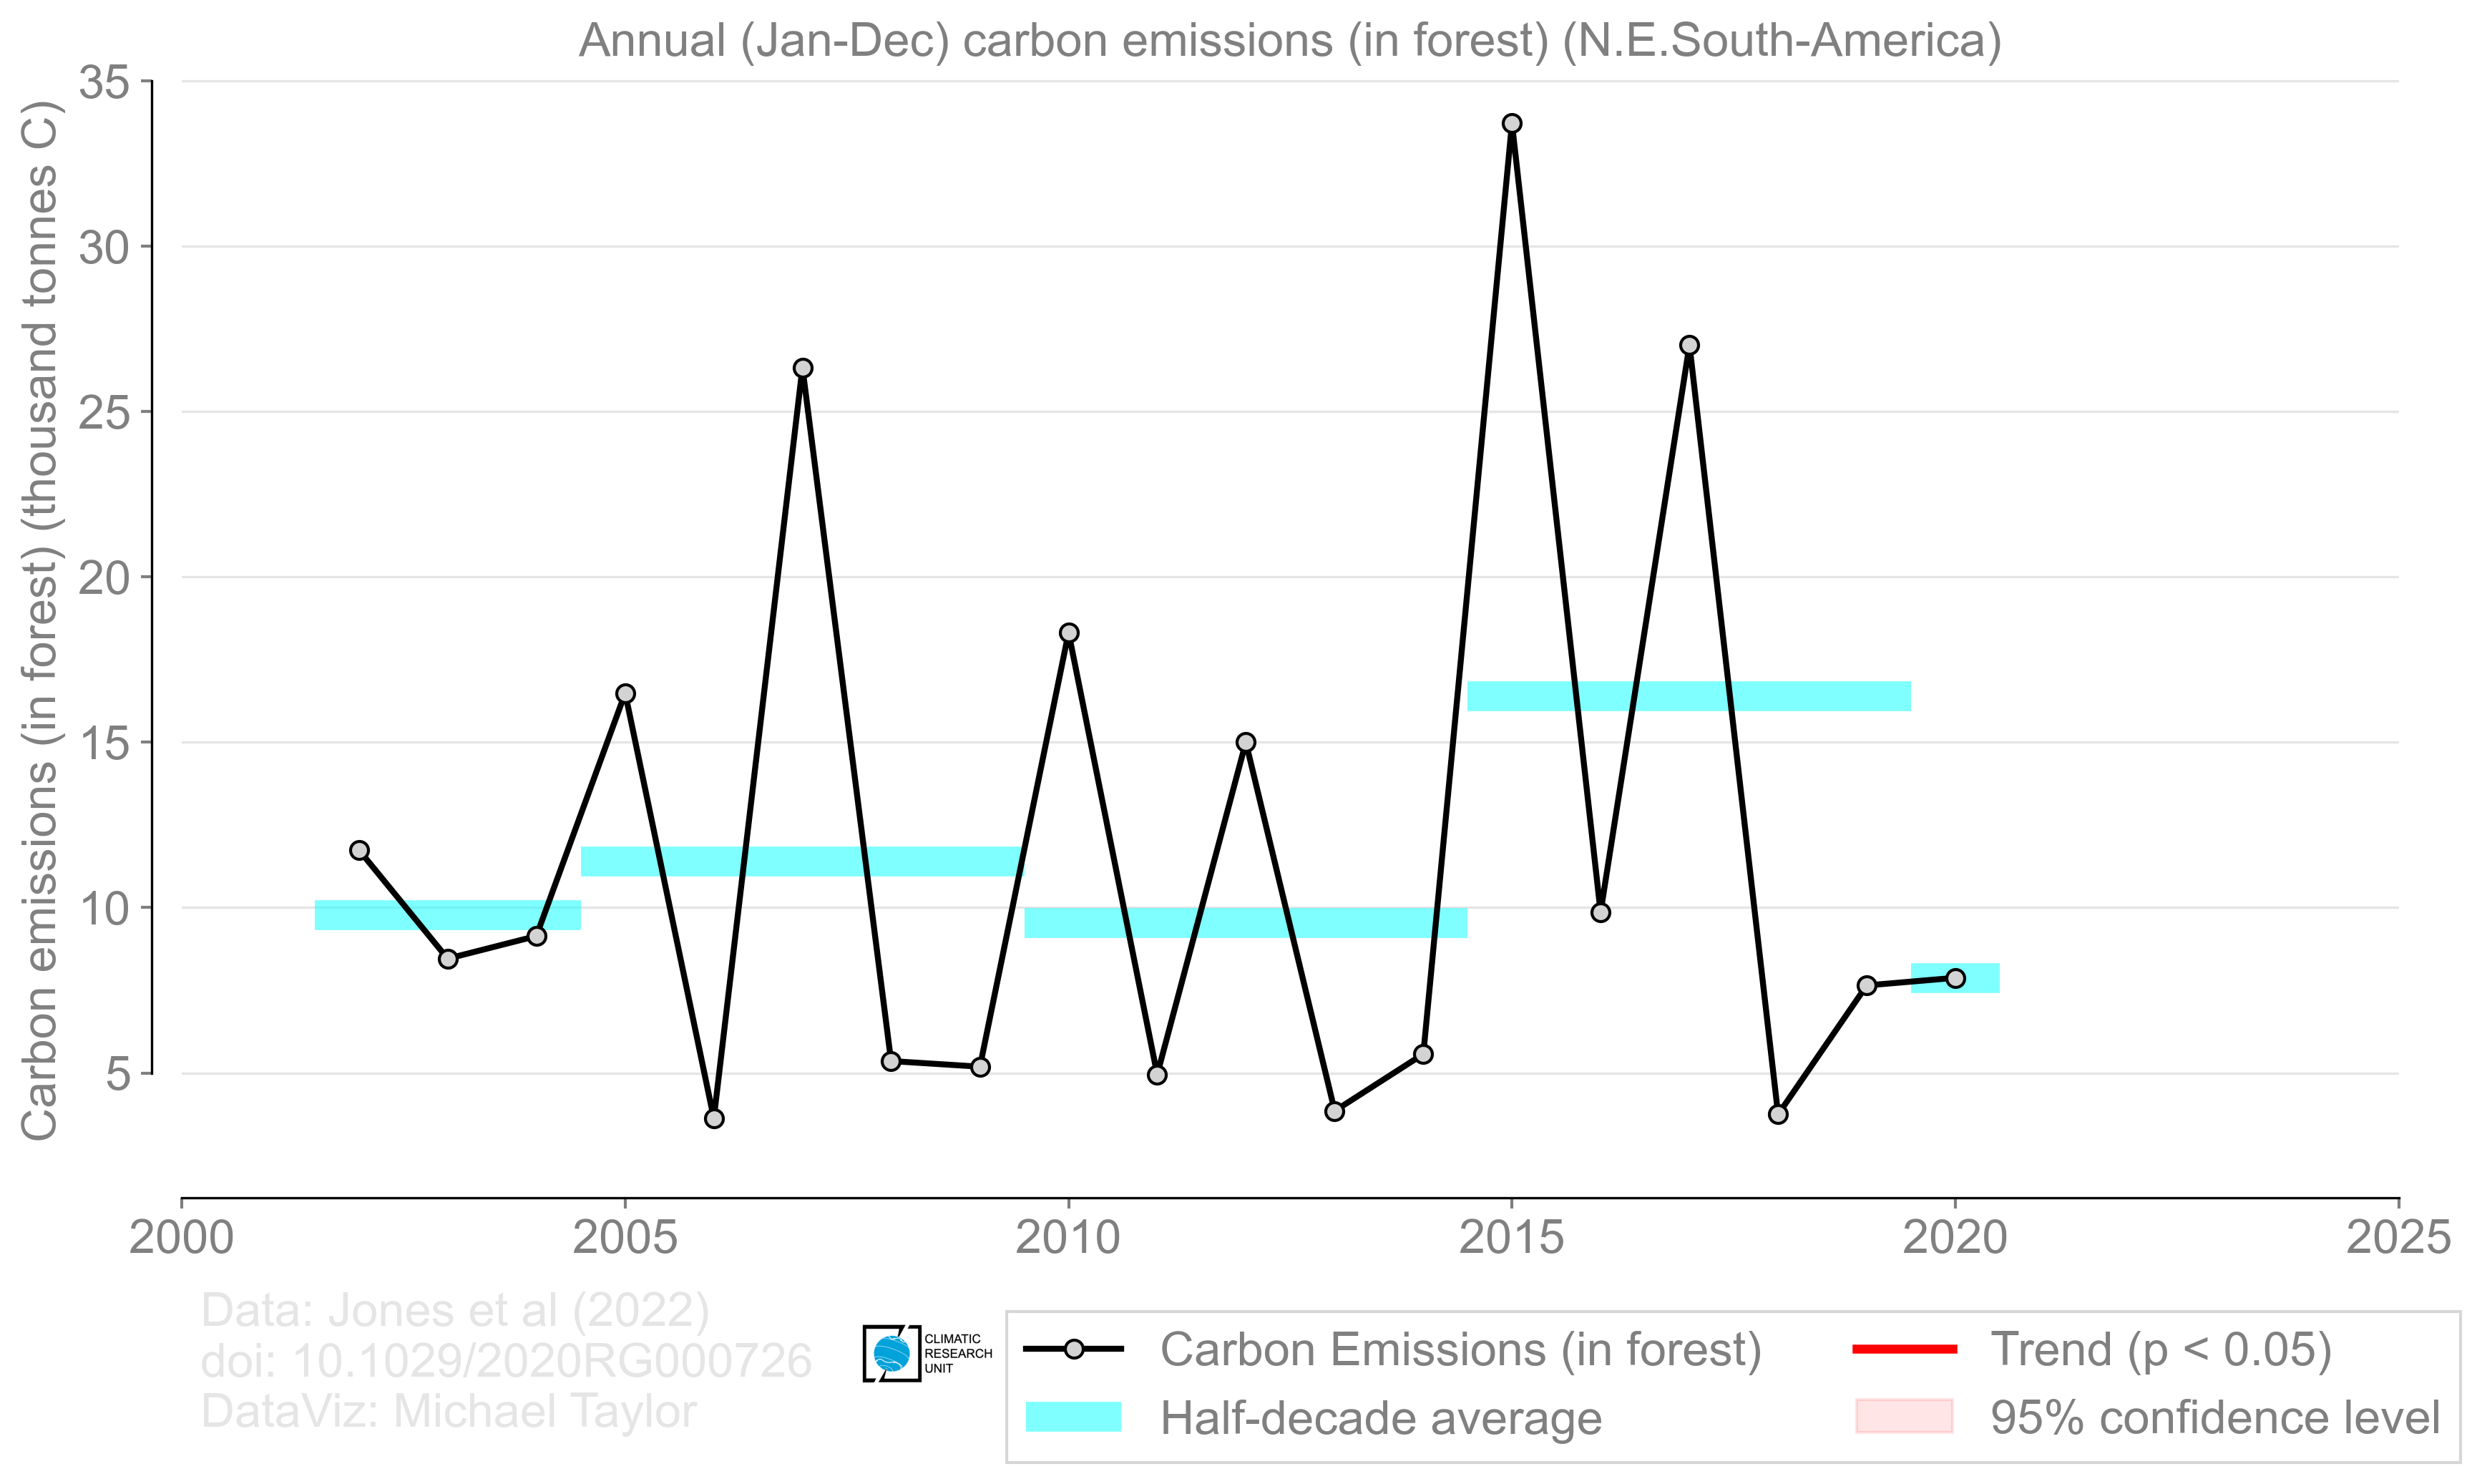 Annual (Jan-Dec) carbon emissions (in forest) (N.E.South-America)
Carbon emissions (in forest) (thousand tonnes C)
35
30
25
20
15
10
5
2000 2005 2010 2015 2020 2025
Data: Jones et al (2022)
doi: 10.1029/2020RG000726
DataViz: Michael Taylor
CLIMATIC
RESEARCH
UNIT
Carbon Emissions (in forest)
Half-decade average
Trend (p < 0.05)
95% confidence level